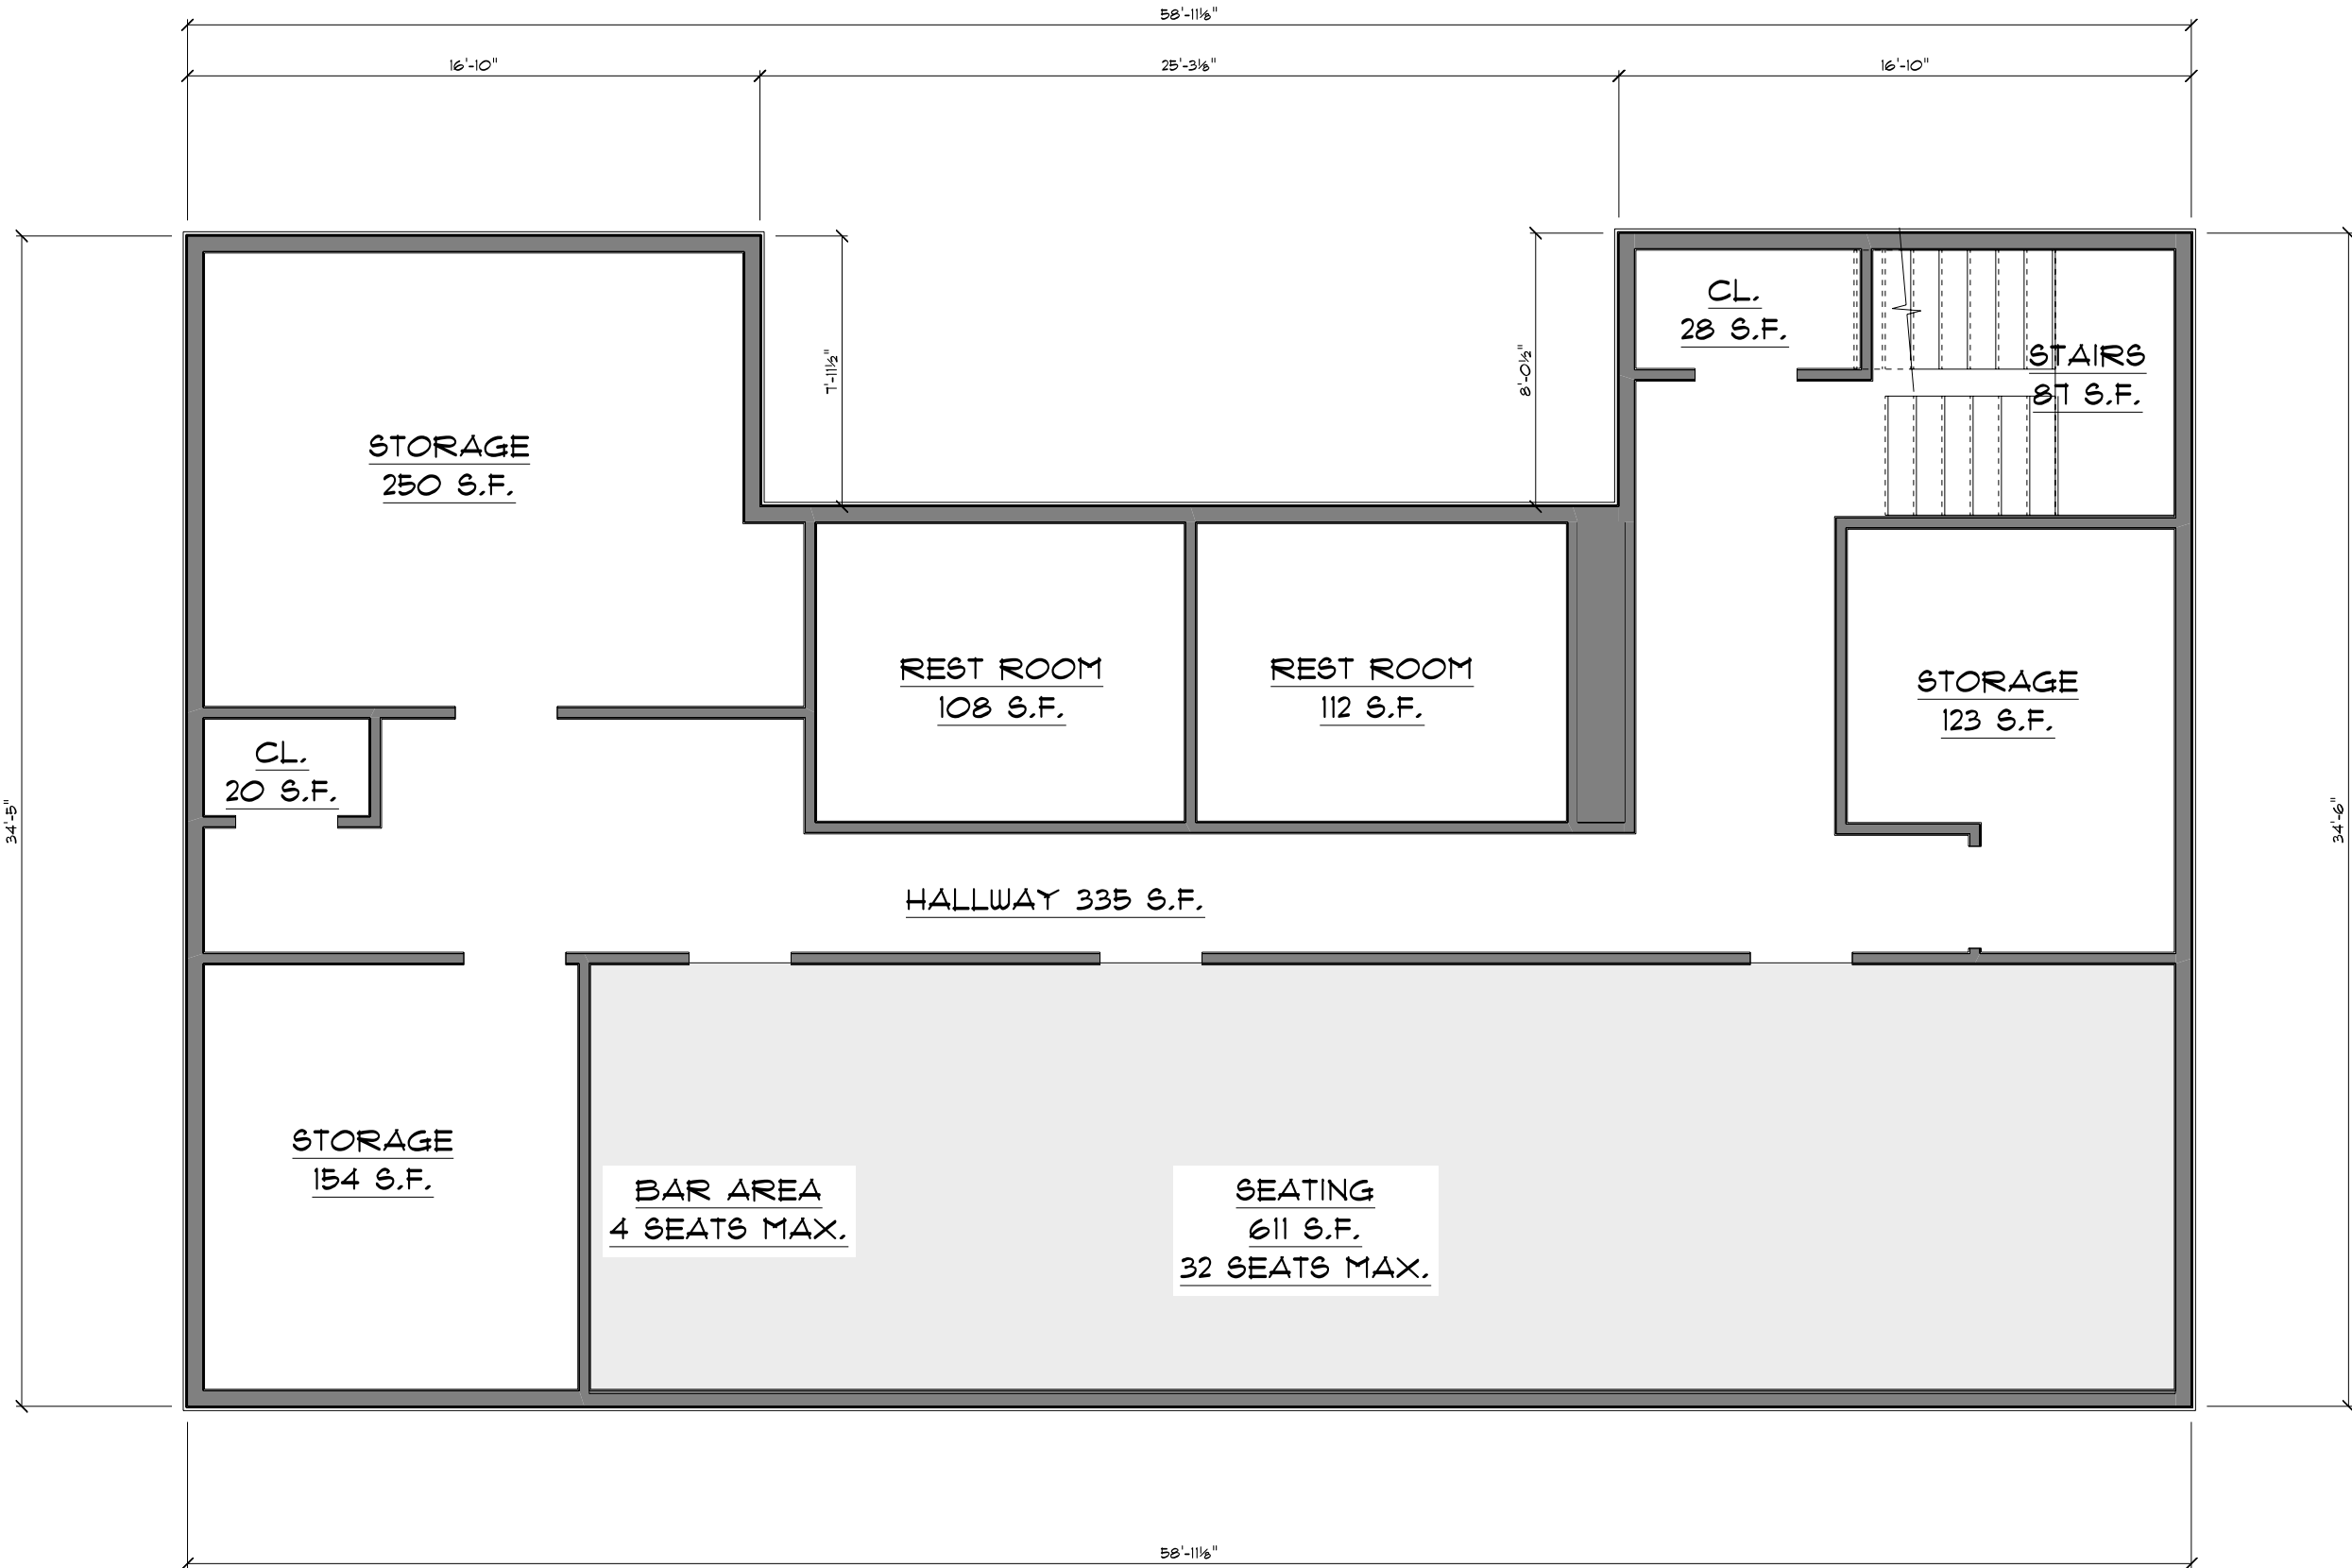 58'-11⅛"
16'-10"
25'-3⅛"
16'-10"
CL.
28 S.F.
STAIRS
87 S.F.
7'-11½"
8'-0½"
STORAGE
250 S.F.
REST ROOM
108 S.F.
REST ROOM
112 S.F.
STORAGE
123 S.F.
CL.
20 S.F.
34'-5"
34'-6"
HALLWAY 335 S.F.
STORAGE
154 S.F.
BAR AREA
4 SEATS MAX.
SEATING
611 S.F.
32 SEATS MAX.
58'-11⅛"